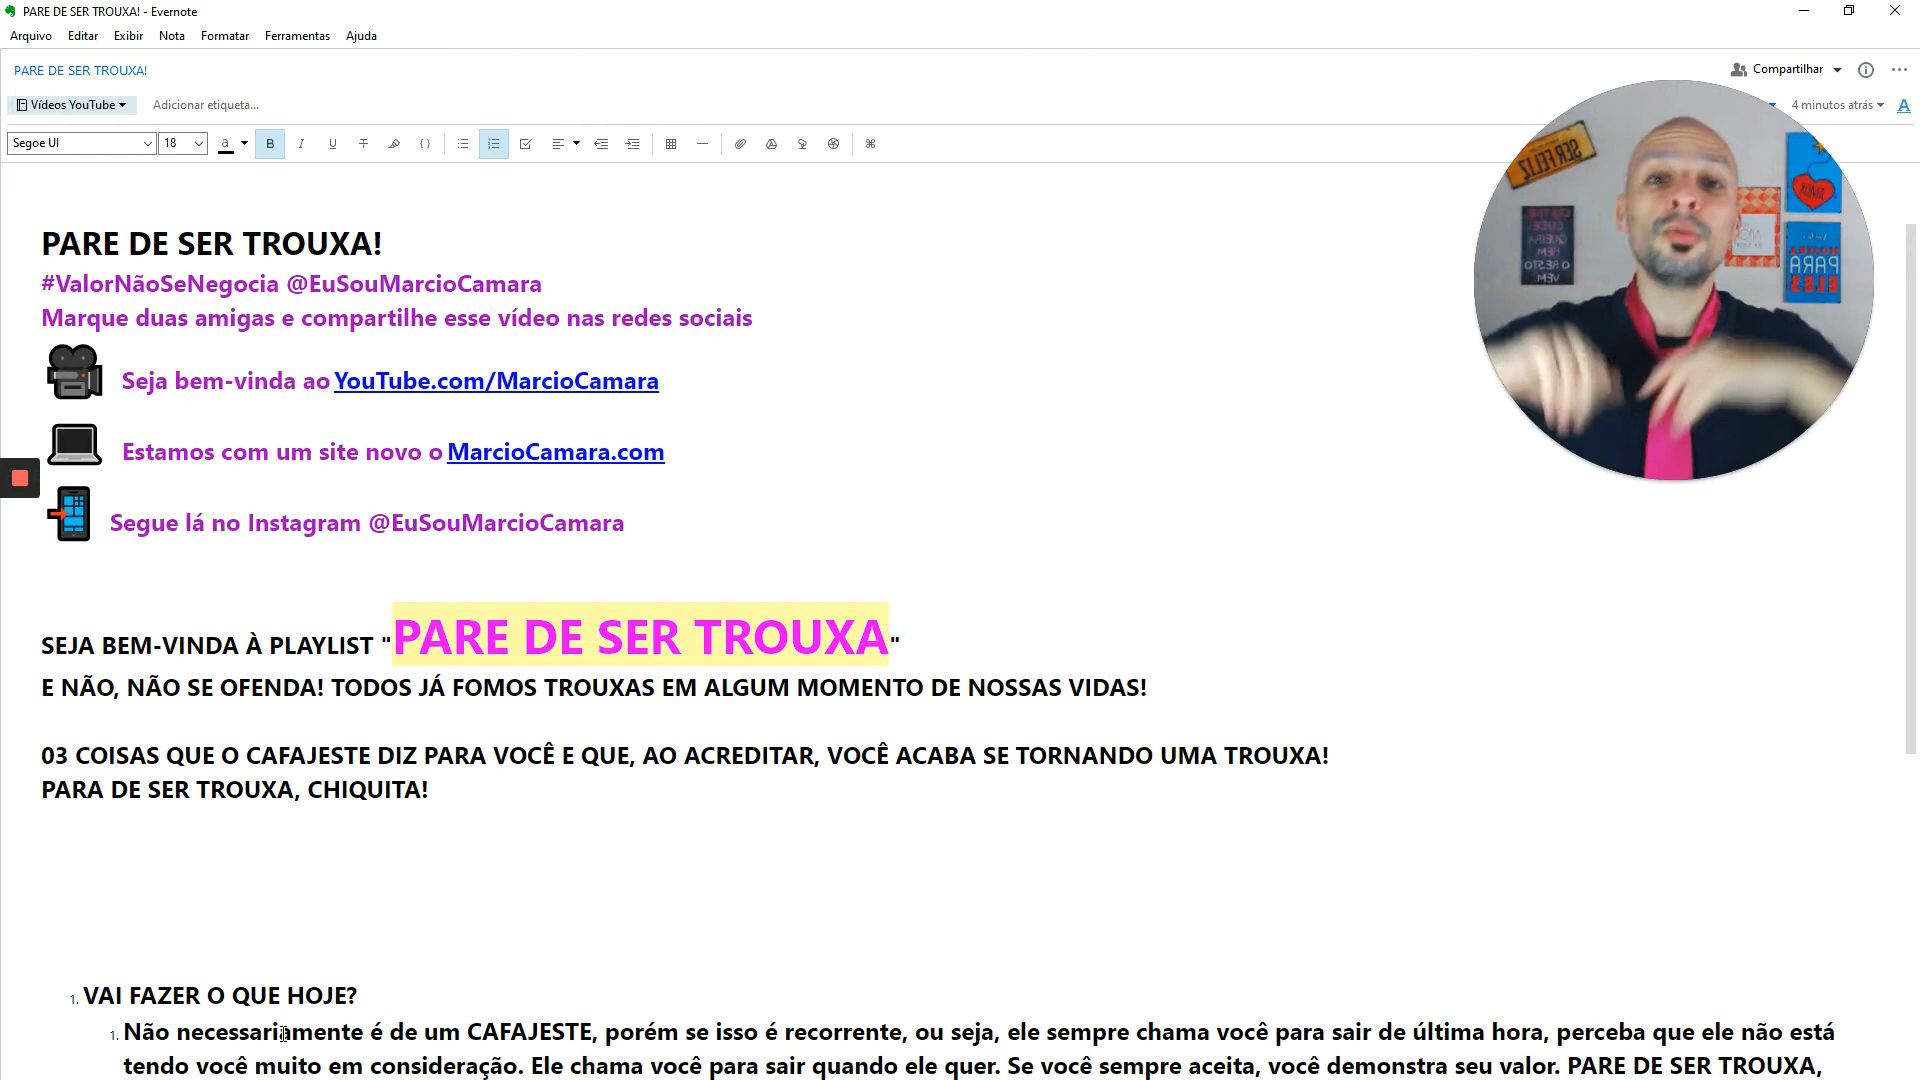 PARE DE SER TROUXA! - Evernote
Arquivo Editar Exibir Nota Formatar Ferramentas Ajuda
PARE DE SER TROUXA!
Compartilhar
Vídeos YouTube Adicionar etiqueta...
4 minutos atrás
Segoe UI 18
PARE DE SER TROUXA!
#ValorNãoSeNegocia @EuSouMarcioCamara
Marque duas amigas e compartilhe esse vídeo nas redes sociais
Seja bem-vinda ao YouTube.com/MarcioCamara
Estamos com um site novo o MarcioCamara.com
Segue lá no Instagram @EuSouMarcioCamara
SER FELIZ
PARA
ELES
SEJA BEM-VINDA À PLAYLIST "PARE DE SER TROUXA"
E NÃO, NÃO SE OFENDA! TODOS JÁ FOMOS TROUXAS EM ALGUM MOMENTO DE NOSSAS VIDAS!
03 COISAS QUE O CAFAJESTE DIZ PARA VOCÊ E QUE, AO ACREDITAR, VOCÊ ACABA SE TORNANDO UMA TROUXA!
PARA DE SER TROUXA, CHIQUITA!
1. VAI FAZER O QUE HOJE?
1. Não necessariamente é de um CAFAJESTE, porém se isso é recorrente, ou seja, ele sempre chama você para sair de última hora, perceba que ele não está
tendo você muito em consideração. Ele chama você para sair quando ele quer. Se você sempre aceita, você demonstra seu valor. PARE DE SER TROUXA,